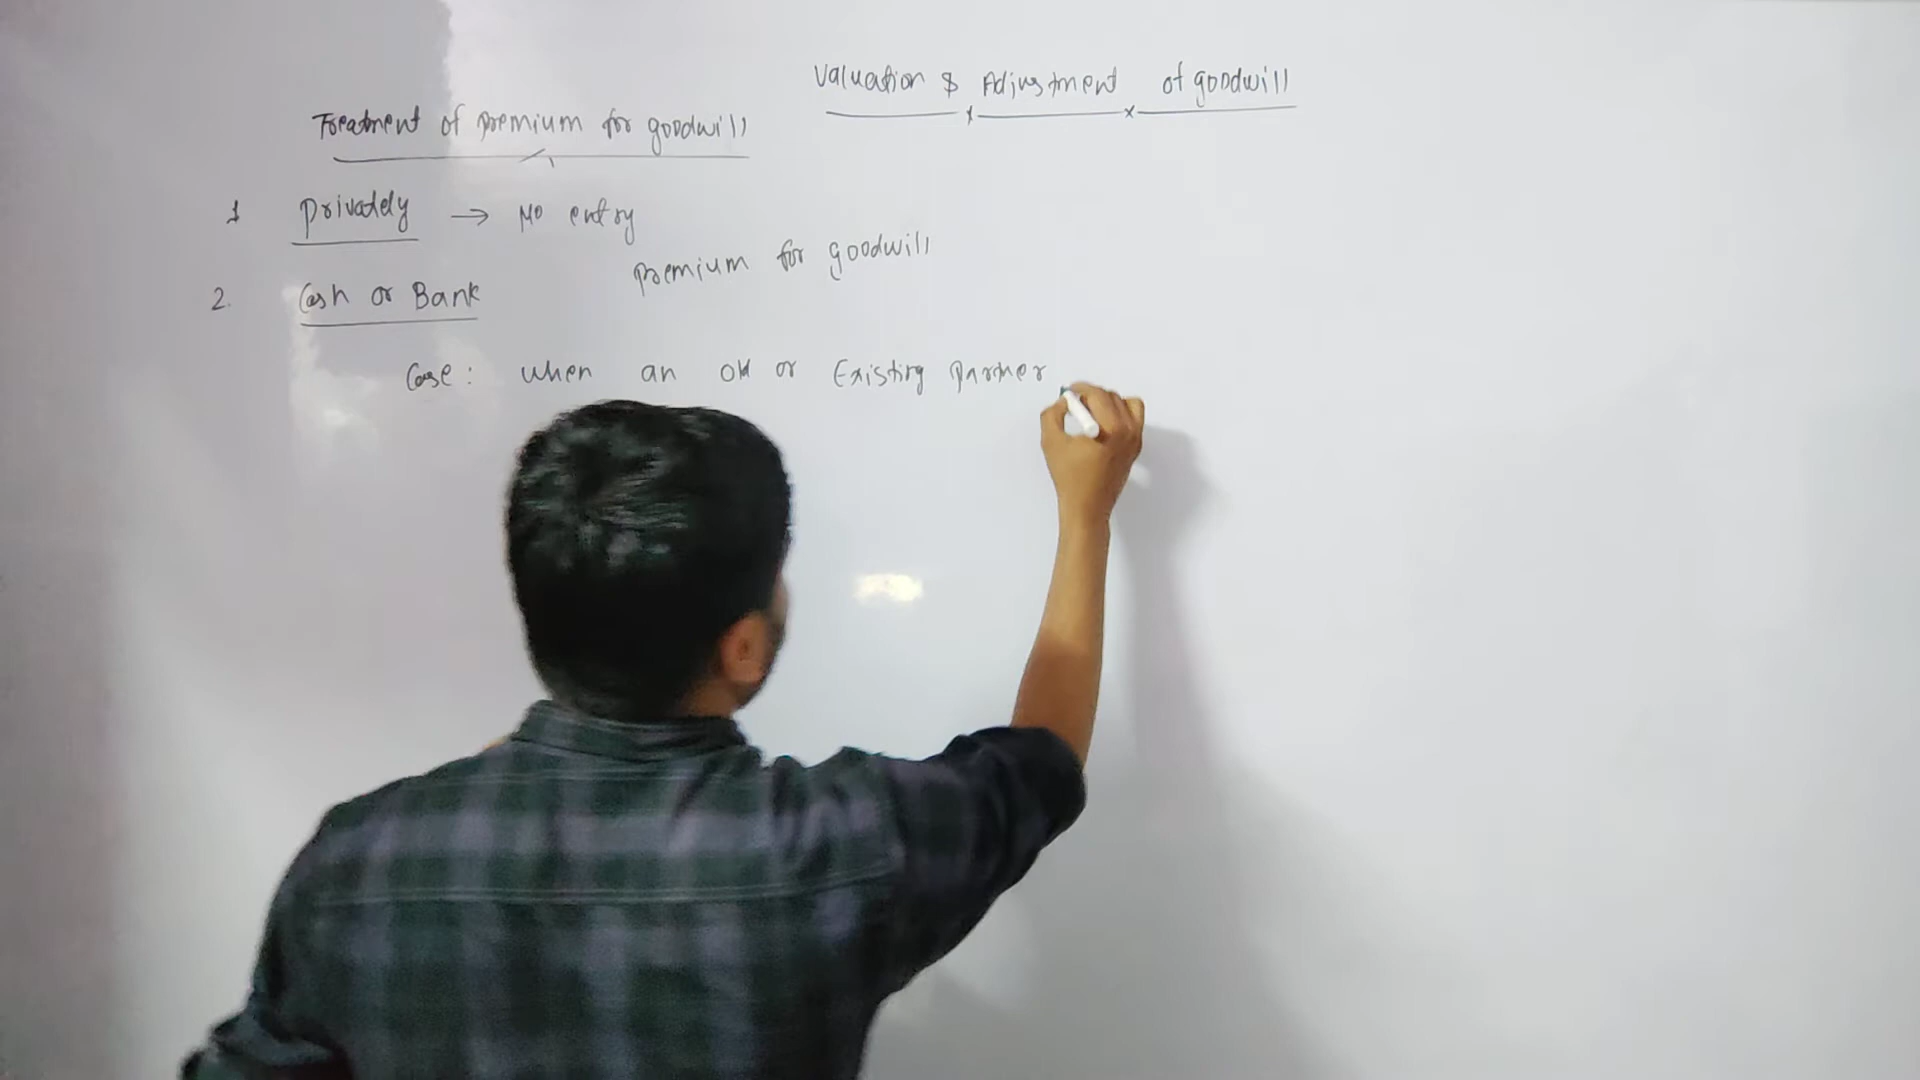 Valuation & Adjustment of goodwill
Treatment of premium for goodwill
1 privately → No entry
premium for goodwill
2. Cash or Bank
Case: when an old or Existing partner